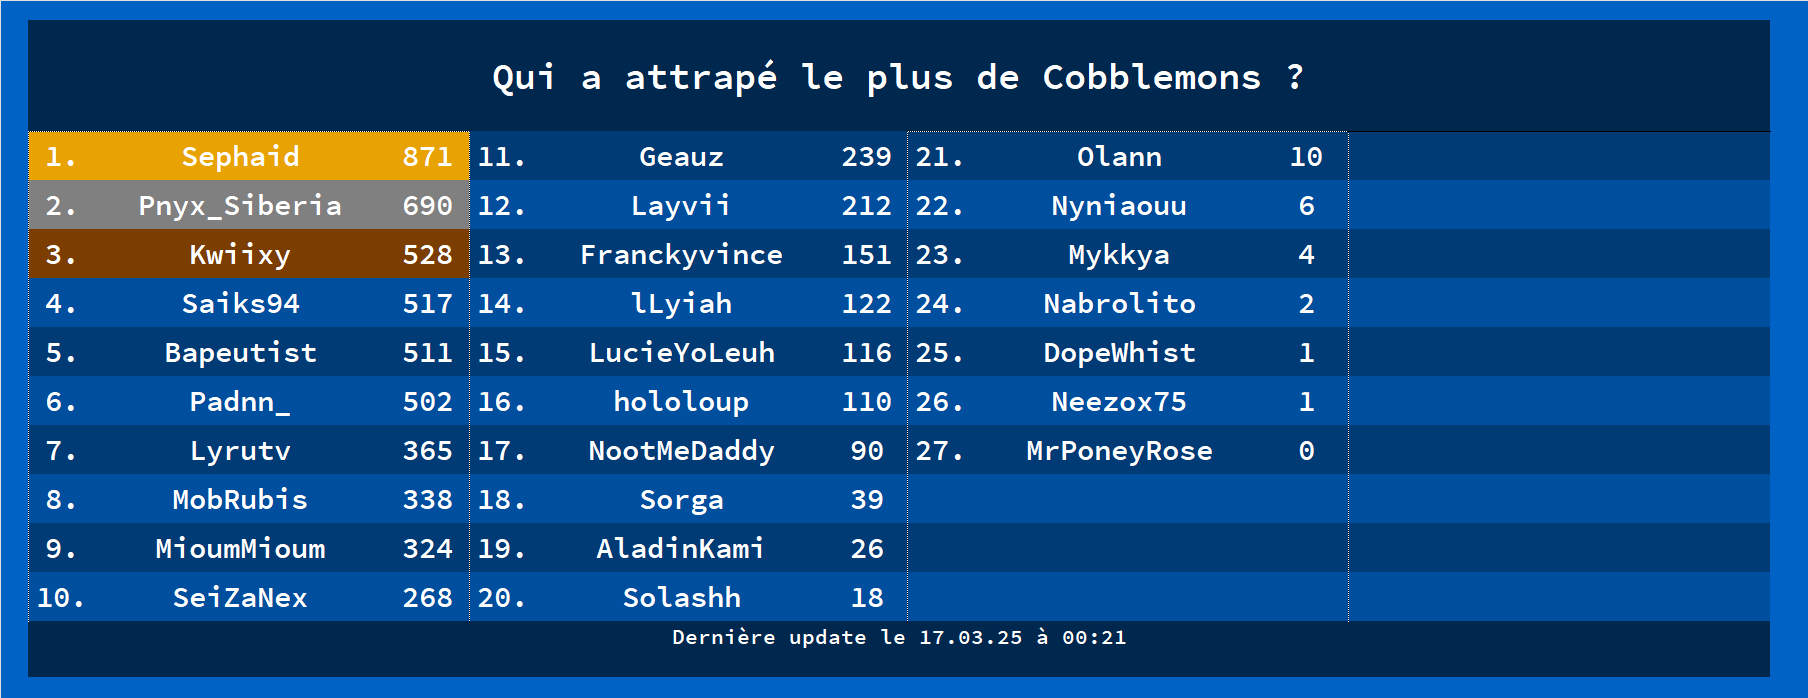 Qui a attrapé le plus de Cobblemons ?
1. Sephaid 871
2. Pnyx_Siberia 690
3. Kwiixy 528
4. Saiks94 517
5. Bapeutist 511
6. Padnn_ 502
7. Lyrutv 365
8. MobRubis 338
9. MioumMioum 324
10. SeiZaNex 268
11. Geauz 239
12. Layvii 212
13. Franckyvince 151
14. lLyiah 122
15. LucieYoLeuh 116
16. hololoup 110
17. NootMeDaddy 90
18. Sorga 39
19. AladinKami 26
20. Solashh 18
21. Olann 10
22. Nyniaouu 6
23. Mykkya 4
24. Nabrolito 2
25. DopeWhist 1
26. Neezox75 1
27. MrPoneyRose 0
Dernière update le 17.03.25 à 00:21